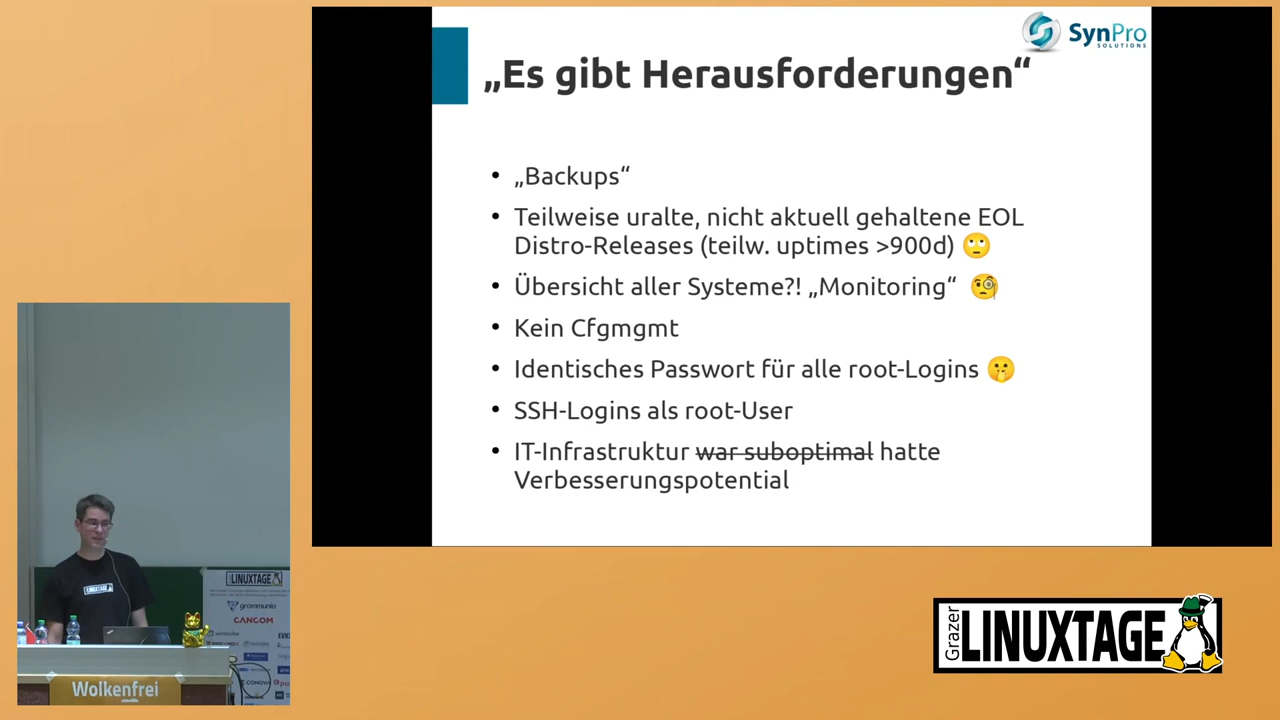 SynPro
SOLUTIONS
„Es gibt Herausforderungen“
• „Backups“
• Teilweise uralte, nicht aktuell gehaltene EOL
Distro-Releases (teilw. uptimes >900d) 🙄
• Übersicht aller Systeme?! „Monitoring“ 🧐
• Kein Cfgmgmt
• Identisches Passwort für alle root-Logins 🤫
• SSH-Logins als root-User
• IT-Infrastruktur ~~war suboptimal~~ hatte
Verbesserungspotential
LINUXTAGE
LINUXTAGE
grommunio
CANCOM
Wolkenfrei
Grazer
LINUXTAGE